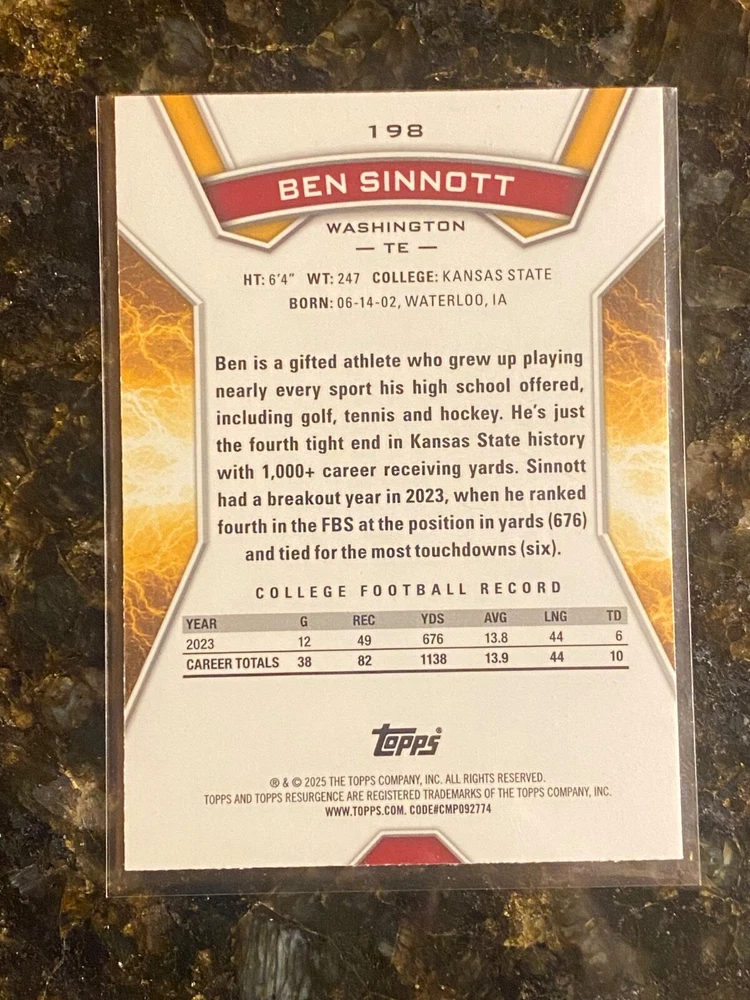 198
BEN SINNOTT
WASHINGTON
— TE —
HT: 6'4" WT: 247 COLLEGE: KANSAS STATE
BORN: 06-14-02, WATERLOO, IA
Ben is a gifted athlete who grew up playing
nearly every sport his high school offered,
including golf, tennis and hockey. He's just
the fourth tight end in Kansas State history
with 1,000+ career receiving yards. Sinnott
had a breakout year in 2023, when he ranked
fourth in the FBS at the position in yards (676)
and tied for the most touchdowns (six).
COLLEGE FOOTBALL RECORD
YEAR G REC YDS AVG LNG TD
2023 12 49 676 13.8 44 6
CAREER TOTALS 38 82 1138 13.9 44 10
topps®
® & © 2025 THE TOPPS COMPANY, INC. ALL RIGHTS RESERVED.
TOPPS AND TOPPS RESURGENCE ARE REGISTERED TRADEMARKS OF THE TOPPS COMPANY, INC.
WWW.TOPPS.COM. CODE#CMP092774